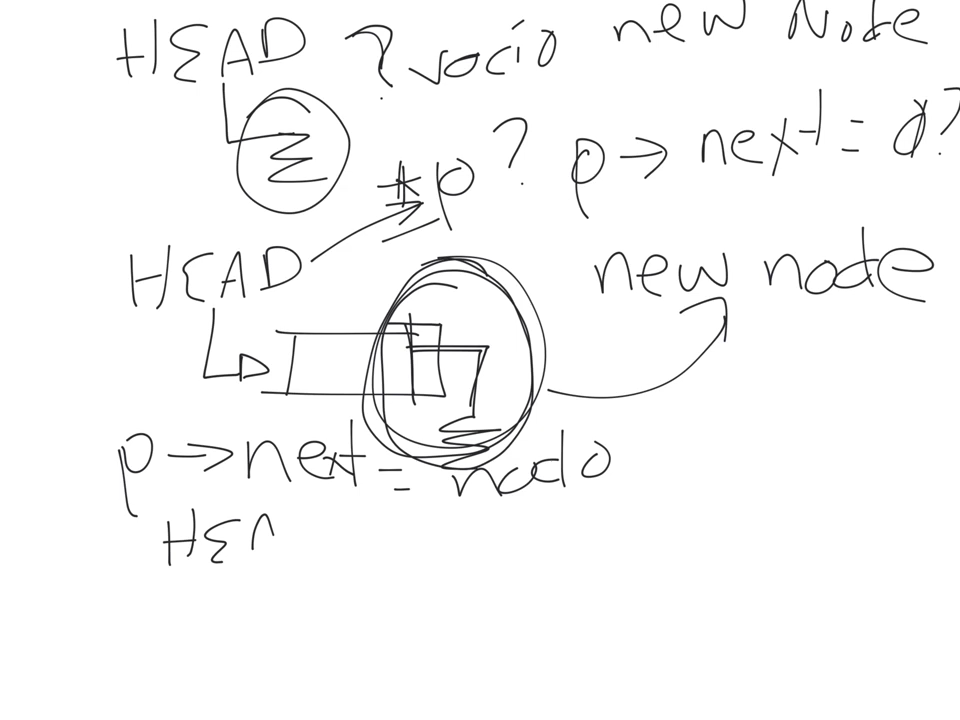 HEAD ? vacio new Node
*p ? p → next = 0?
HEAD new node
p → next = nodo
HEA